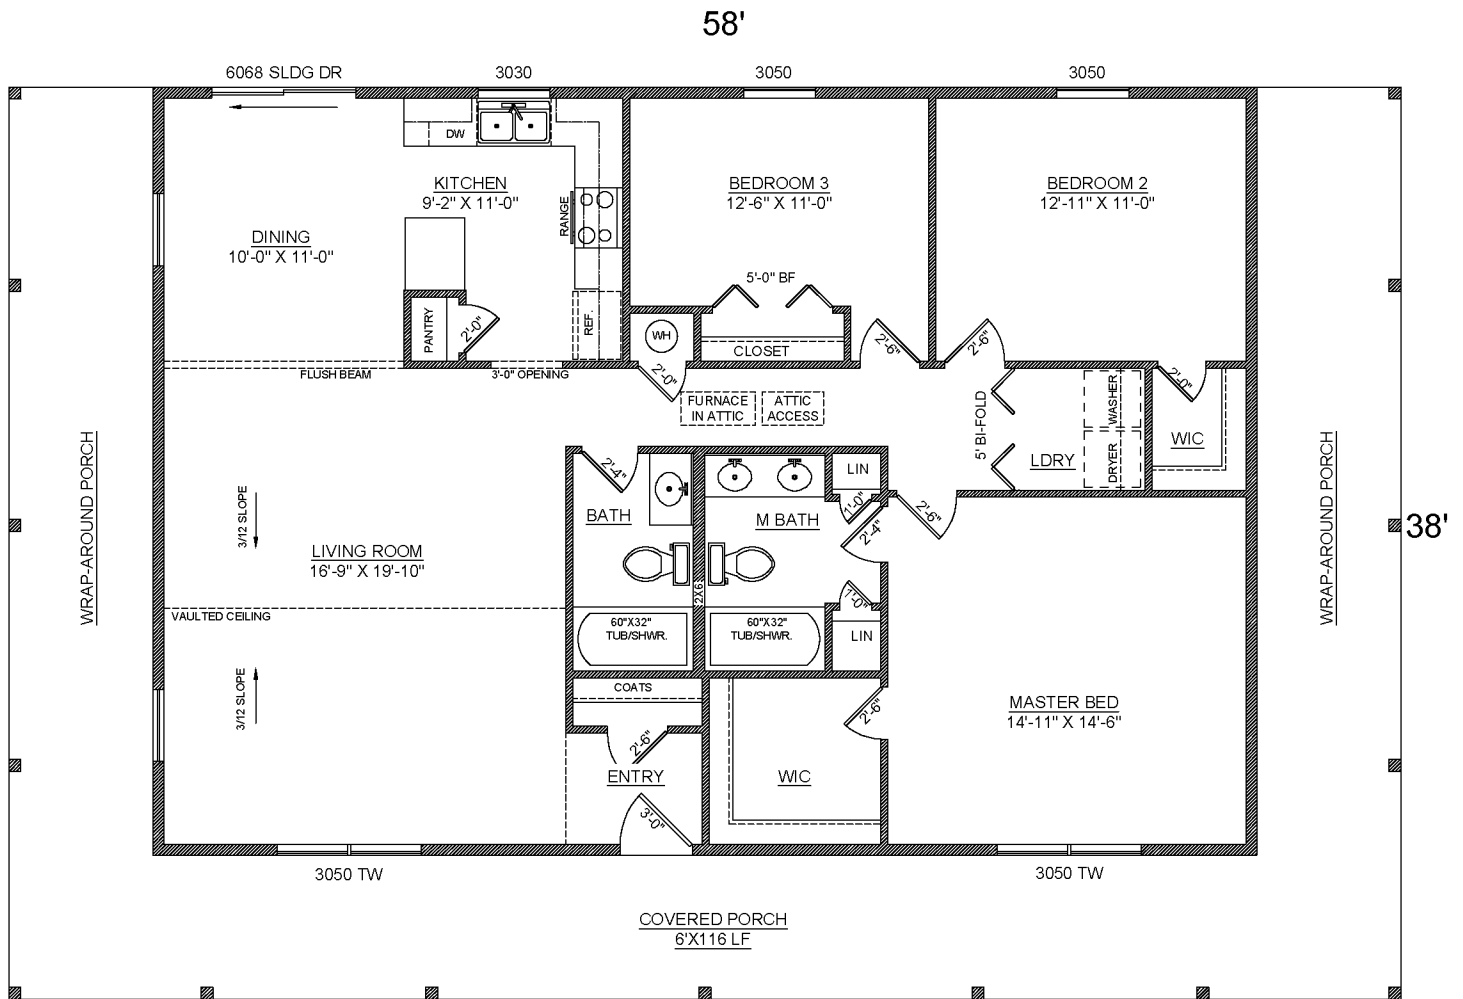 58'
6068 SLDG DR
3030
3050
3050
DW
KITCHEN
9'-2" X 11'-0"
RANGE
DINING
10'-0" X 11'-0"
BEDROOM 3
12'-6" X 11'-0"
BEDROOM 2
12'-11" X 11'-0"
5'-0" BF
PANTRY
2'-0"
REF.
WH
CLOSET
2'-6"
2'-6"
FLUSH BEAM
3'-0" OPENING
2'-0"
FURNACE
IN ATTIC
ATTIC
ACCESS
5' BI-FOLD
WASHER
DRYER
LDRY
2'-0"
WIC
WRAP-AROUND PORCH
WRAP-AROUND PORCH
38'
3/12 SLOPE
LIVING ROOM
16'-9" X 19'-10"
VAULTED CEILING
3/12 SLOPE
2'-4"
BATH
2X6
60"X32"
TUB/SHWR.
M BATH
LIN
1'-0"
2'-4"
2'-6"
1'-0"
LIN
60"X32"
TUB/SHWR.
COATS
2'-6"
ENTRY
3'-0"
WIC
2'-6"
MASTER BED
14'-11" X 14'-6"
3050 TW
3050 TW
COVERED PORCH
6'X116 LF